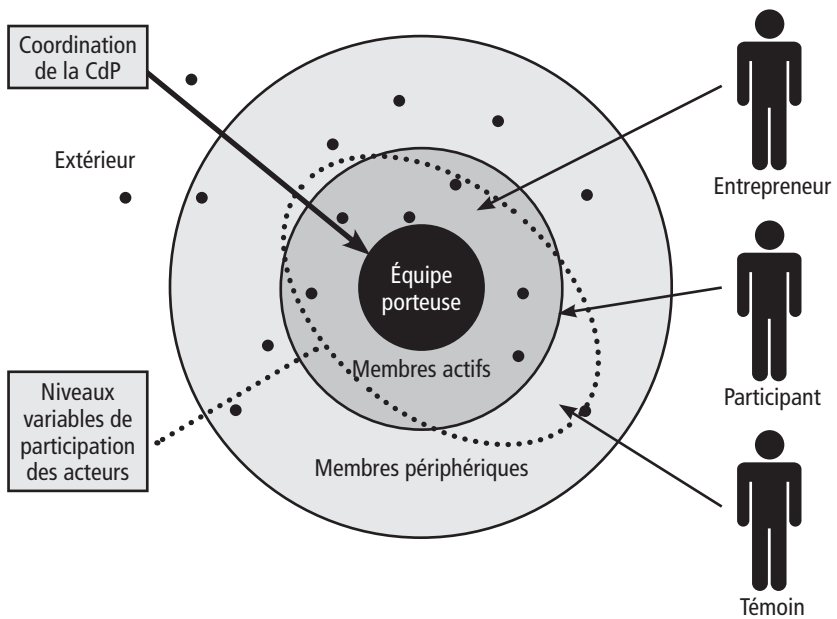 Coordination
de la CdP
Extérieur
Entrepreneur
Équipe
porteuse
Membres actifs
Niveaux
variables de
participation
des acteurs
Participant
Membres périphériques
Témoin